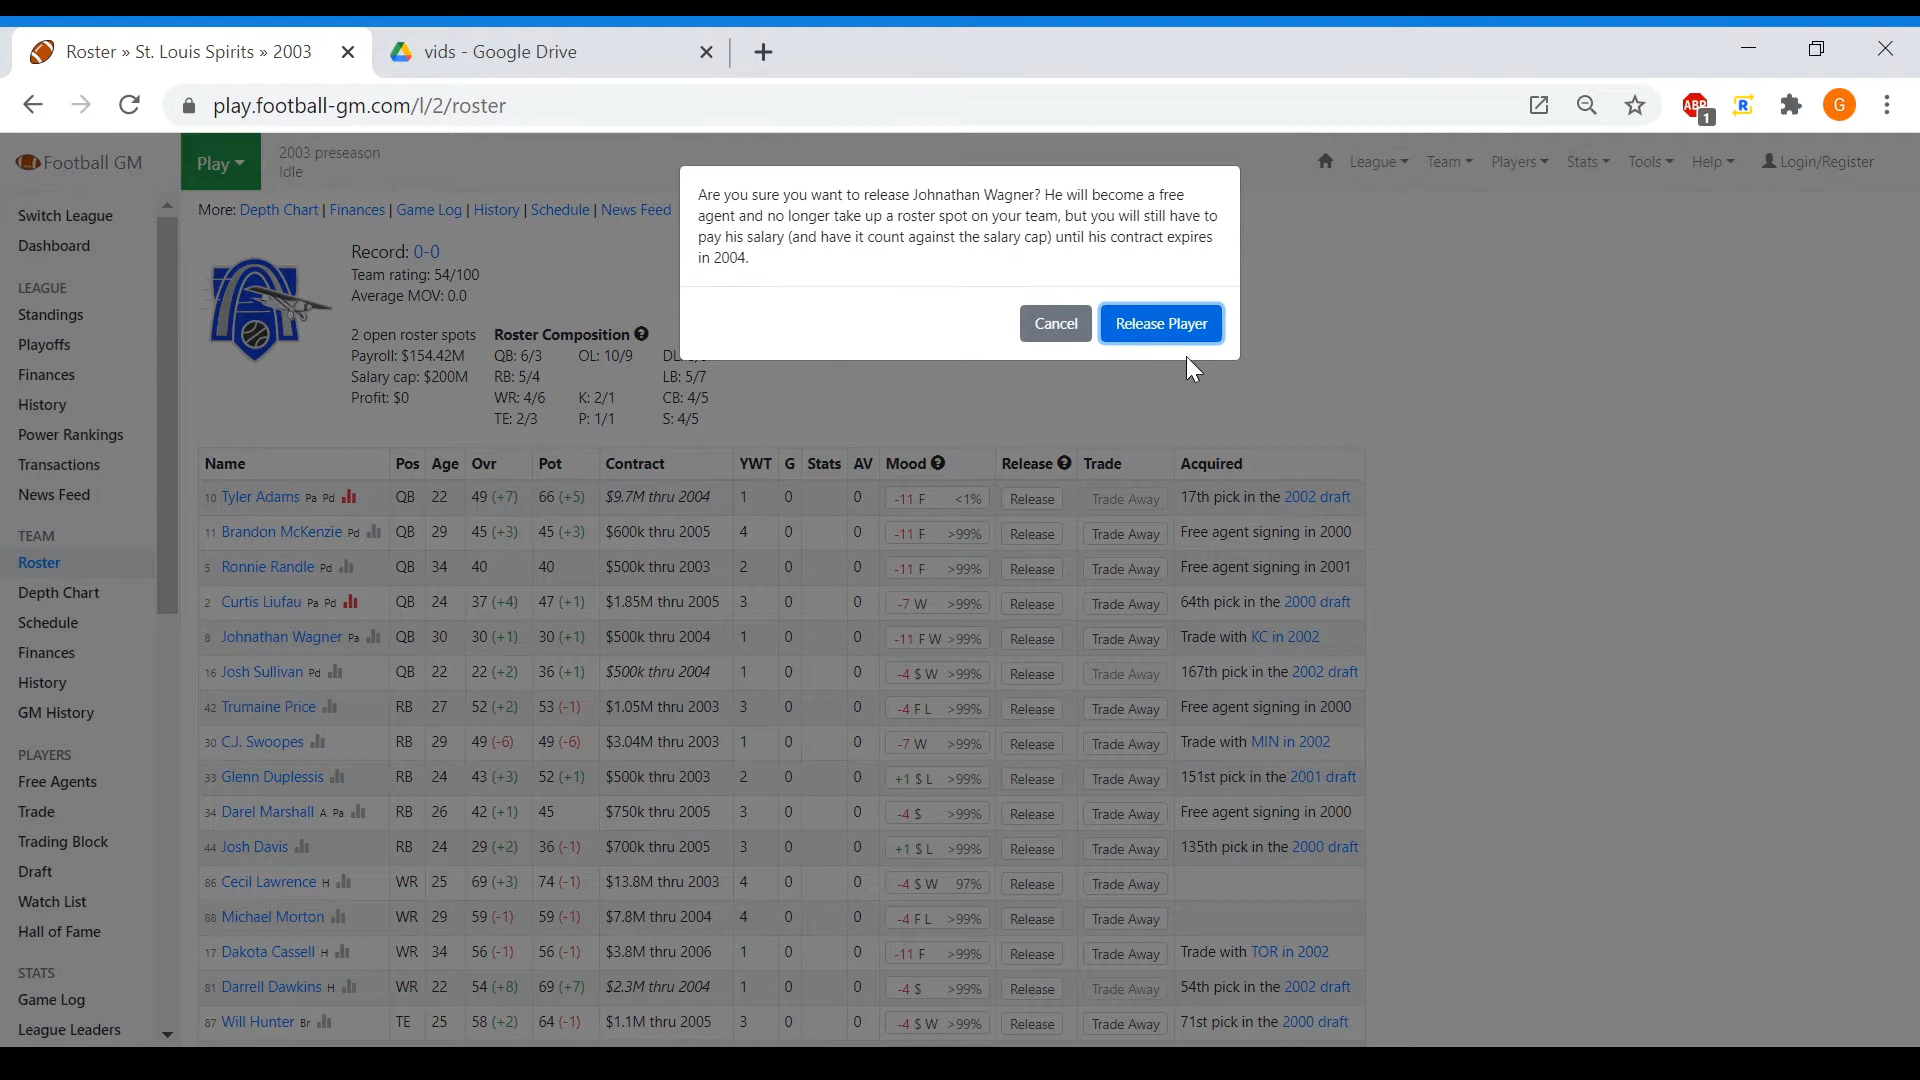 Roster » St. Louis Spirits » 2003
vids - Google Drive
play.football-gm.com/l/2/roster
ABP 1
R
G
Football GM
Play
2003 preseason
Idle
League Team Players Stats Tools Help Login/Register
Switch League
Dashboard
LEAGUE
Standings
Playoffs
Finances
History
Power Rankings
Transactions
News Feed
TEAM
Roster
Depth Chart
Schedule
Finances
History
GM History
PLAYERS
Free Agents
Trade
Trading Block
Draft
Watch List
Hall of Fame
STATS
Game Log
League Leaders
More: Depth Chart | Finances | Game Log | History | Schedule | News Feed
Record: 0-0
Team rating: 54/100
Average MOV: 0.0
2 open roster spots
Payroll: $154.42M
Salary cap: $200M
Profit: $0
Roster Composition
QB: 6/3 OL: 10/9
RB: 5/4 LB: 5/7
WR: 4/6 K: 2/1 CB: 4/5
TE: 2/3 P: 1/1 S: 4/5
Are you sure you want to release Johnathan Wagner? He will become a free
agent and no longer take up a roster spot on your team, but you will still have to
pay his salary (and have it count against the salary cap) until his contract expires
in 2004.
Cancel Release Player
Name Pos Age Ovr Pot Contract YWT G Stats AV Mood Release Trade Acquired
10 Tyler Adams Pa Pd QB 22 49 (+7) 66 (+5) $9.7M thru 2004 1 0 0 -11 F <1% Release Trade Away 17th pick in the 2002 draft
11 Brandon McKenzie Pd QB 29 45 (+3) 45 (+3) $600k thru 2005 4 0 0 -11 F >99% Release Trade Away Free agent signing in 2000
5 Ronnie Randle Pd QB 34 40 40 $500k thru 2003 2 0 0 -11 F >99% Release Trade Away Free agent signing in 2001
2 Curtis Liufau Pa Pd QB 24 37 (+4) 47 (+1) $1.85M thru 2005 3 0 0 -7 W >99% Release Trade Away 64th pick in the 2000 draft
8 Johnathan Wagner Pa QB 30 30 (+1) 30 (+1) $500k thru 2004 1 0 0 -11 F W >99% Release Trade Away Trade with KC in 2002
16 Josh Sullivan Pd QB 22 22 (+2) 36 (+1) $500k thru 2004 1 0 0 -4 $ W >99% Release Trade Away 167th pick in the 2002 draft
42 Trumaine Price RB 27 52 (+2) 53 (-1) $1.05M thru 2003 3 0 0 -4 F L >99% Release Trade Away Free agent signing in 2000
30 C.J. Swoopes RB 29 49 (-6) 49 (-6) $3.04M thru 2003 1 0 0 -7 W >99% Release Trade Away Trade with MIN in 2002
33 Glenn Duplessis RB 24 43 (+3) 52 (+1) $500k thru 2003 2 0 0 +1 $ L >99% Release Trade Away 151st pick in the 2001 draft
34 Darel Marshall A Pa RB 26 42 (+1) 45 $750k thru 2005 3 0 0 -4 $ >99% Release Trade Away Free agent signing in 2000
44 Josh Davis RB 24 29 (+2) 36 (-1) $700k thru 2005 3 0 0 +1 $ L >99% Release Trade Away 135th pick in the 2000 draft
86 Cecil Lawrence H WR 25 69 (+3) 74 (-1) $13.8M thru 2003 4 0 0 -4 $ W 97% Release Trade Away
88 Michael Morton WR 29 59 (-1) 59 (-1) $7.8M thru 2004 4 0 0 -4 F L >99% Release Trade Away
17 Dakota Cassell H WR 34 56 (-1) 56 (-1) $3.8M thru 2006 1 0 0 -11 F >99% Release Trade Away Trade with TOR in 2002
81 Darrell Dawkins H WR 22 54 (+8) 69 (+7) $2.3M thru 2004 1 0 0 -4 $ >99% Release Trade Away 54th pick in the 2002 draft
87 Will Hunter Br TE 25 58 (+2) 64 (-1) $1.1M thru 2005 3 0 0 -4 $ W >99% Release Trade Away 71st pick in the 2000 draft